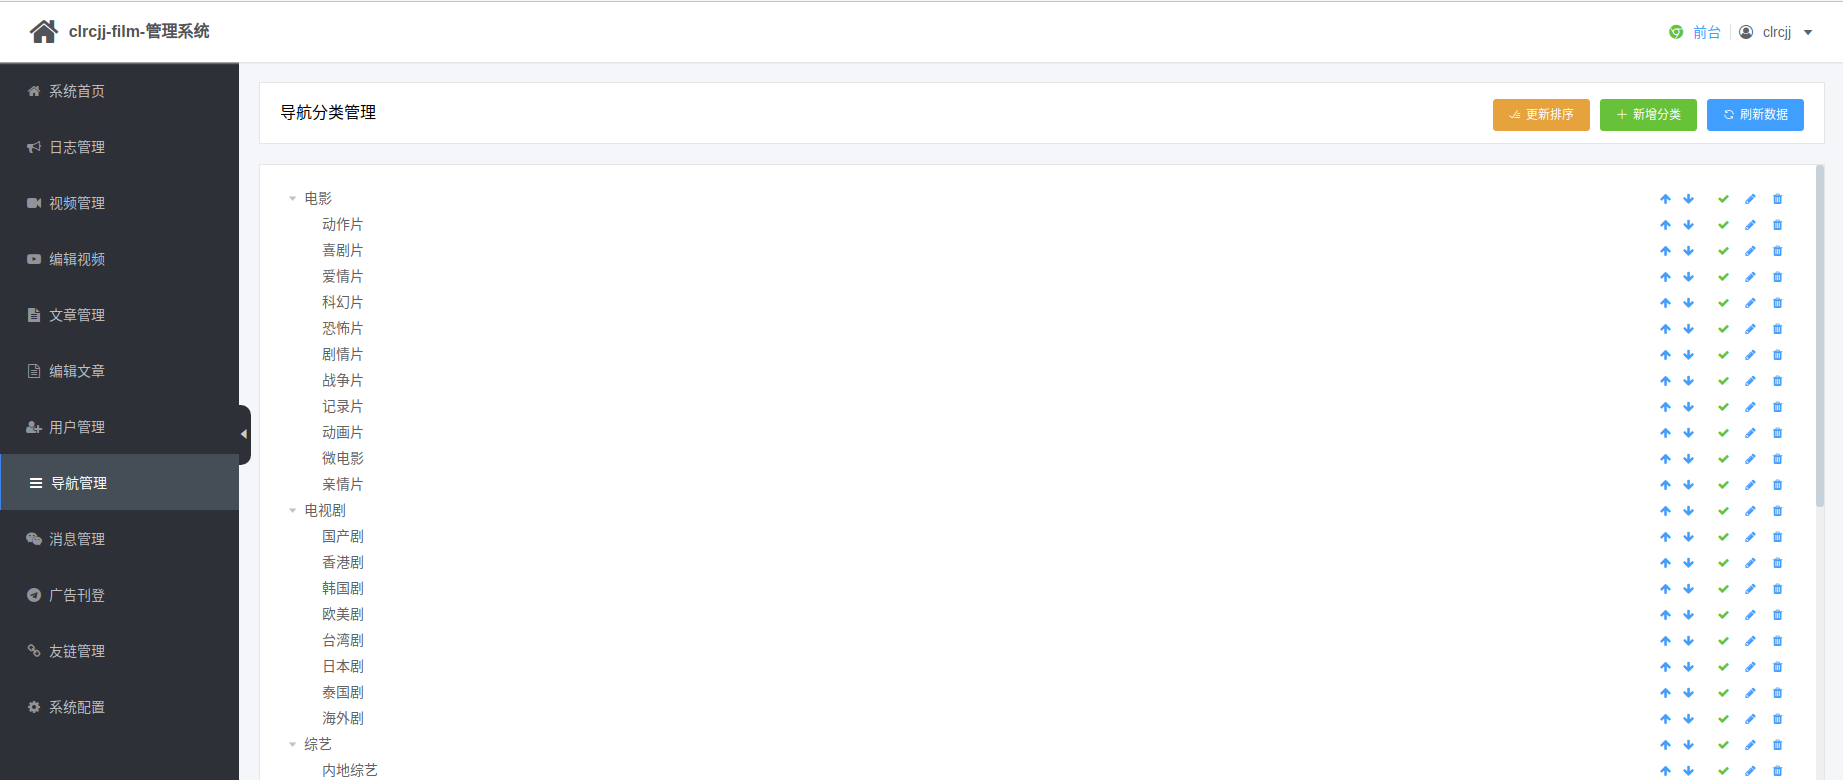 clrcjj-film-管理系统
前台 clrcjj
系统首页
日志管理
视频管理
编辑视频
文章管理
编辑文章
用户管理
导航管理
消息管理
广告刊登
友链管理
系统配置
导航分类管理
更新排序 新增分类 刷新数据
电影
动作片
喜剧片
爱情片
科幻片
恐怖片
剧情片
战争片
记录片
动画片
微电影
亲情片
电视剧
国产剧
香港剧
韩国剧
欧美剧
台湾剧
日本剧
泰国剧
海外剧
综艺
内地综艺